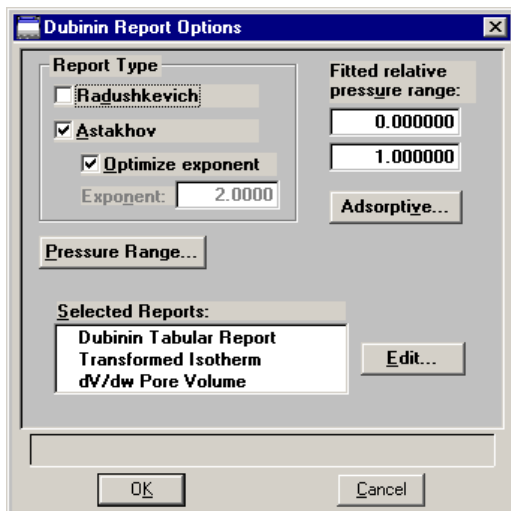 Dubinin Report Options
Report Type
Radushkevich
Astakhov
Optimize exponent
Exponent: 2.0000
Fitted relative
pressure range:
0.000000
1.000000
Adsorptive...
Pressure Range...
Selected Reports:
Dubinin Tabular Report
Transformed Isotherm
dV/dw Pore Volume
Edit...
OK
Cancel